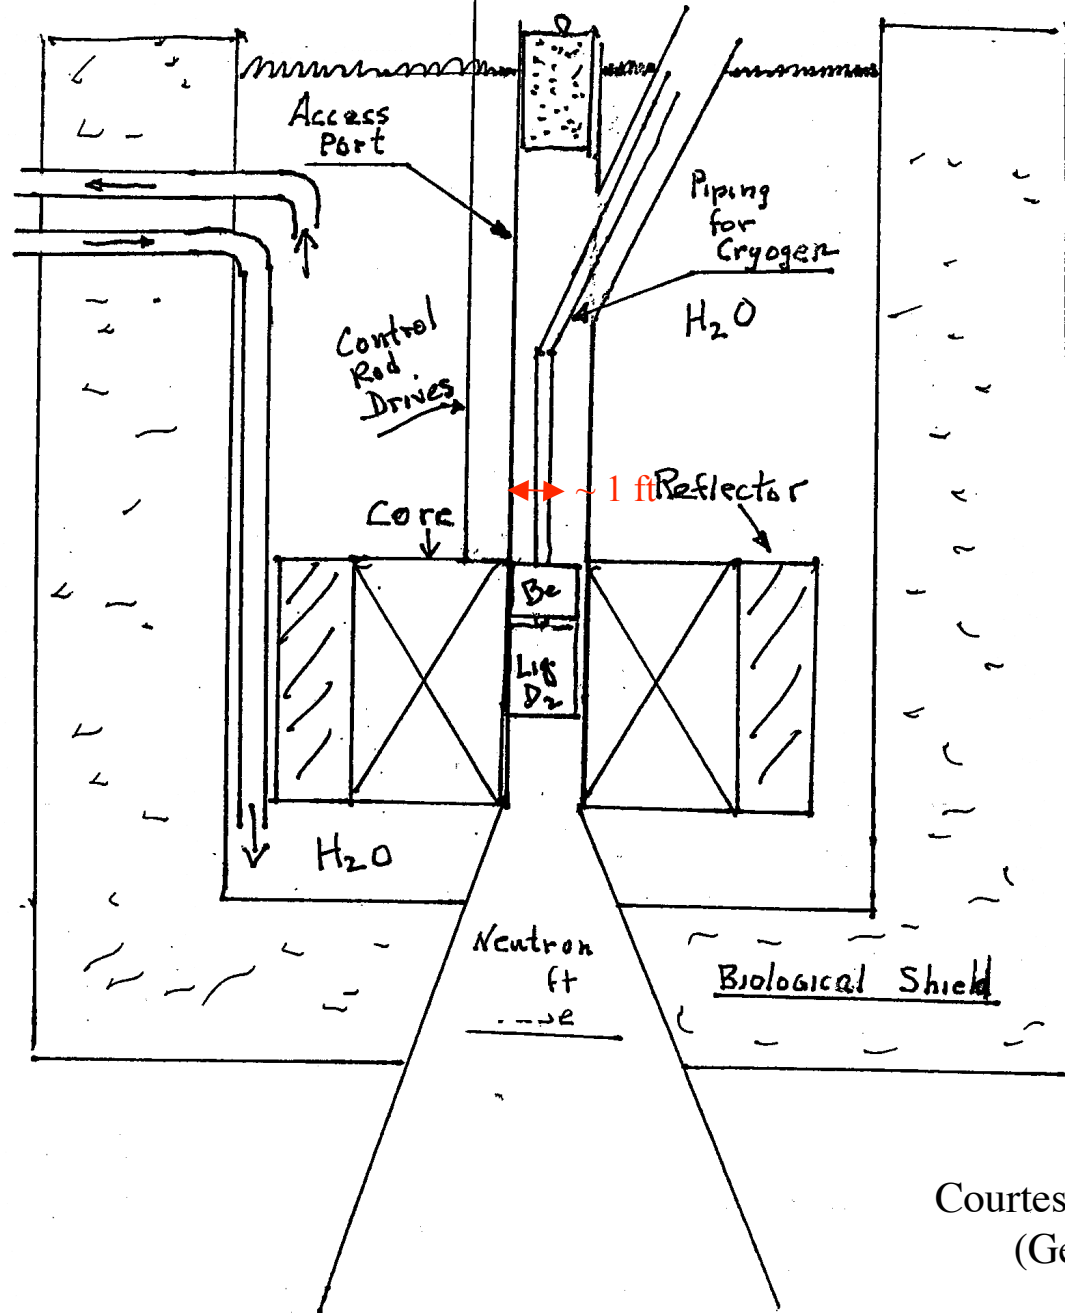 Access
Port
Piping
for
Cryogen
H₂O
Control
Rod
Drives
~ 1 ft
Reflector
Core
Be
Liq
D₂
H₂O
Neutron
ft
Biological Shield
Courtes
(Ge